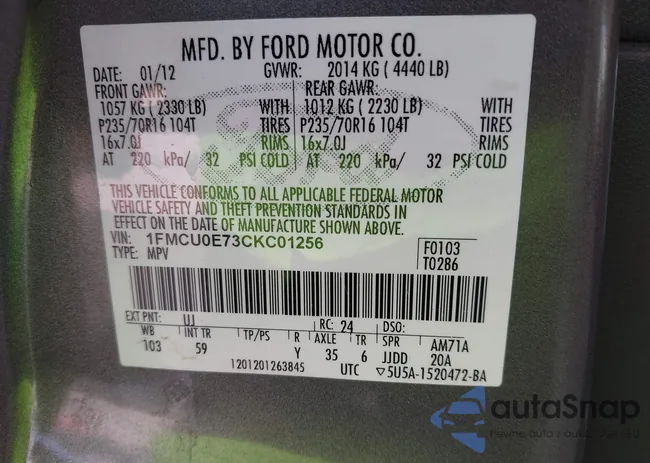 MFD. BY FORD MOTOR CO.
DATE: 01/12 GVWR: 2014 KG ( 4440 LB)
FRONT GAWR: REAR GAWR:
1057 KG ( 2330 LB) WITH 1012 KG ( 2230 LB) WITH
P235/70R16 104T TIRES P235/70R16 104T TIRES
16x7.0J RIMS 16x7.0J RIMS
AT 220 kPa/ 32 PSI COLD AT 220 kPa/ 32 PSI COLD
THIS VEHICLE CONFORMS TO ALL APPLICABLE FEDERAL MOTOR
VEHICLE SAFETY AND THEFT PREVENTION STANDARDS IN
EFFECT ON THE DATE OF MANUFACTURE SHOWN ABOVE.
VIN: 1FMCU0E73CKC01256 F0103
TYPE: MPV T0286
EXT PNT: UJ RC: 24 DSO:
WB INT TR TP/PS R AXLE TR SPR AM71A
103 59 Y 35 6 JJDD 20A
1201201263845 UTC ▽5U5A-1520472-BA
autoSnap